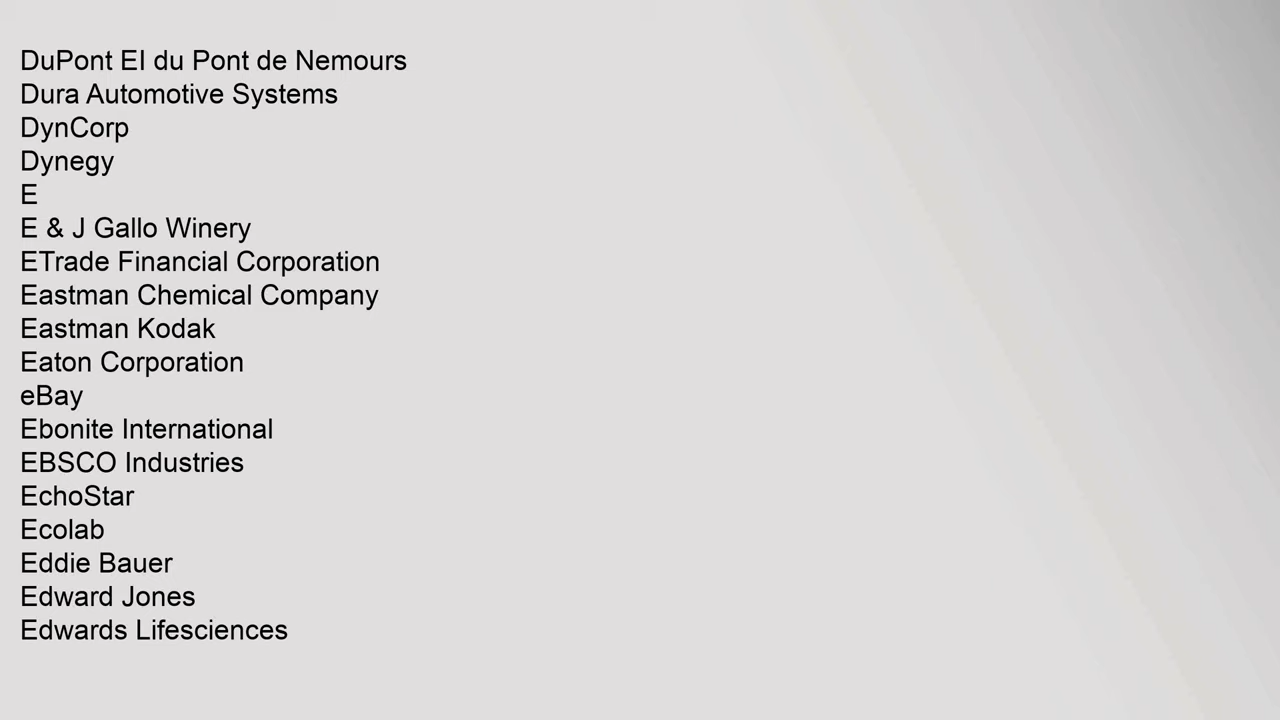 DuPont EI du Pont de Nemours
Dura Automotive Systems
DynCorp
Dynegy
E
E & J Gallo Winery
ETrade Financial Corporation
Eastman Chemical Company
Eastman Kodak
Eaton Corporation
eBay
Ebonite International
EBSCO Industries
EchoStar
Ecolab
Eddie Bauer
Edward Jones
Edwards Lifesciences